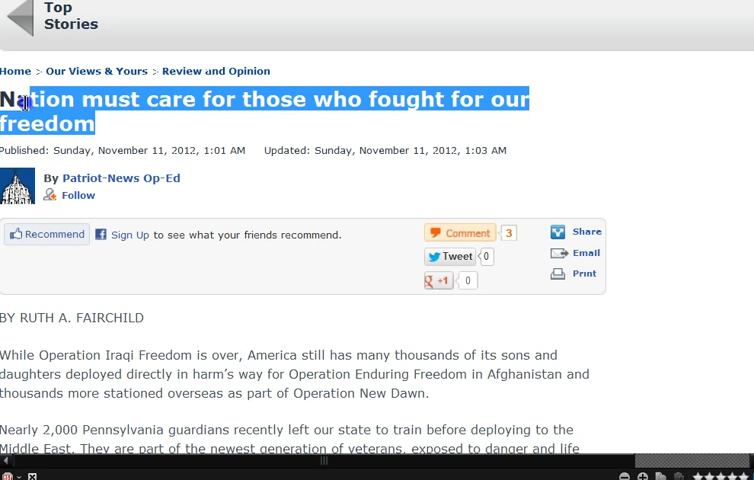 Top
Stories
Home > Our Views & Yours > Review and Opinion
Nation must care for those who fought for our
freedom
Published: Sunday, November 11, 2012, 1:01 AM Updated: Sunday, November 11, 2012, 1:03 AM
By Patriot-News Op-Ed
Follow
Recommend
Sign Up to see what your friends recommend.
Comment 3
Tweet 0
+1 0
Share
Email
Print
BY RUTH A. FAIRCHILD
While Operation Iraqi Freedom is over, America still has many thousands of its sons and
daughters deployed directly in harm’s way for Operation Enduring Freedom in Afghanistan and
thousands more stationed overseas as part of Operation New Dawn.
Nearly 2,000 Pennsylvania guardians recently left our state to train before deploying to the
Middle East. They are part of the newest generation of veterans, exposed to danger and life